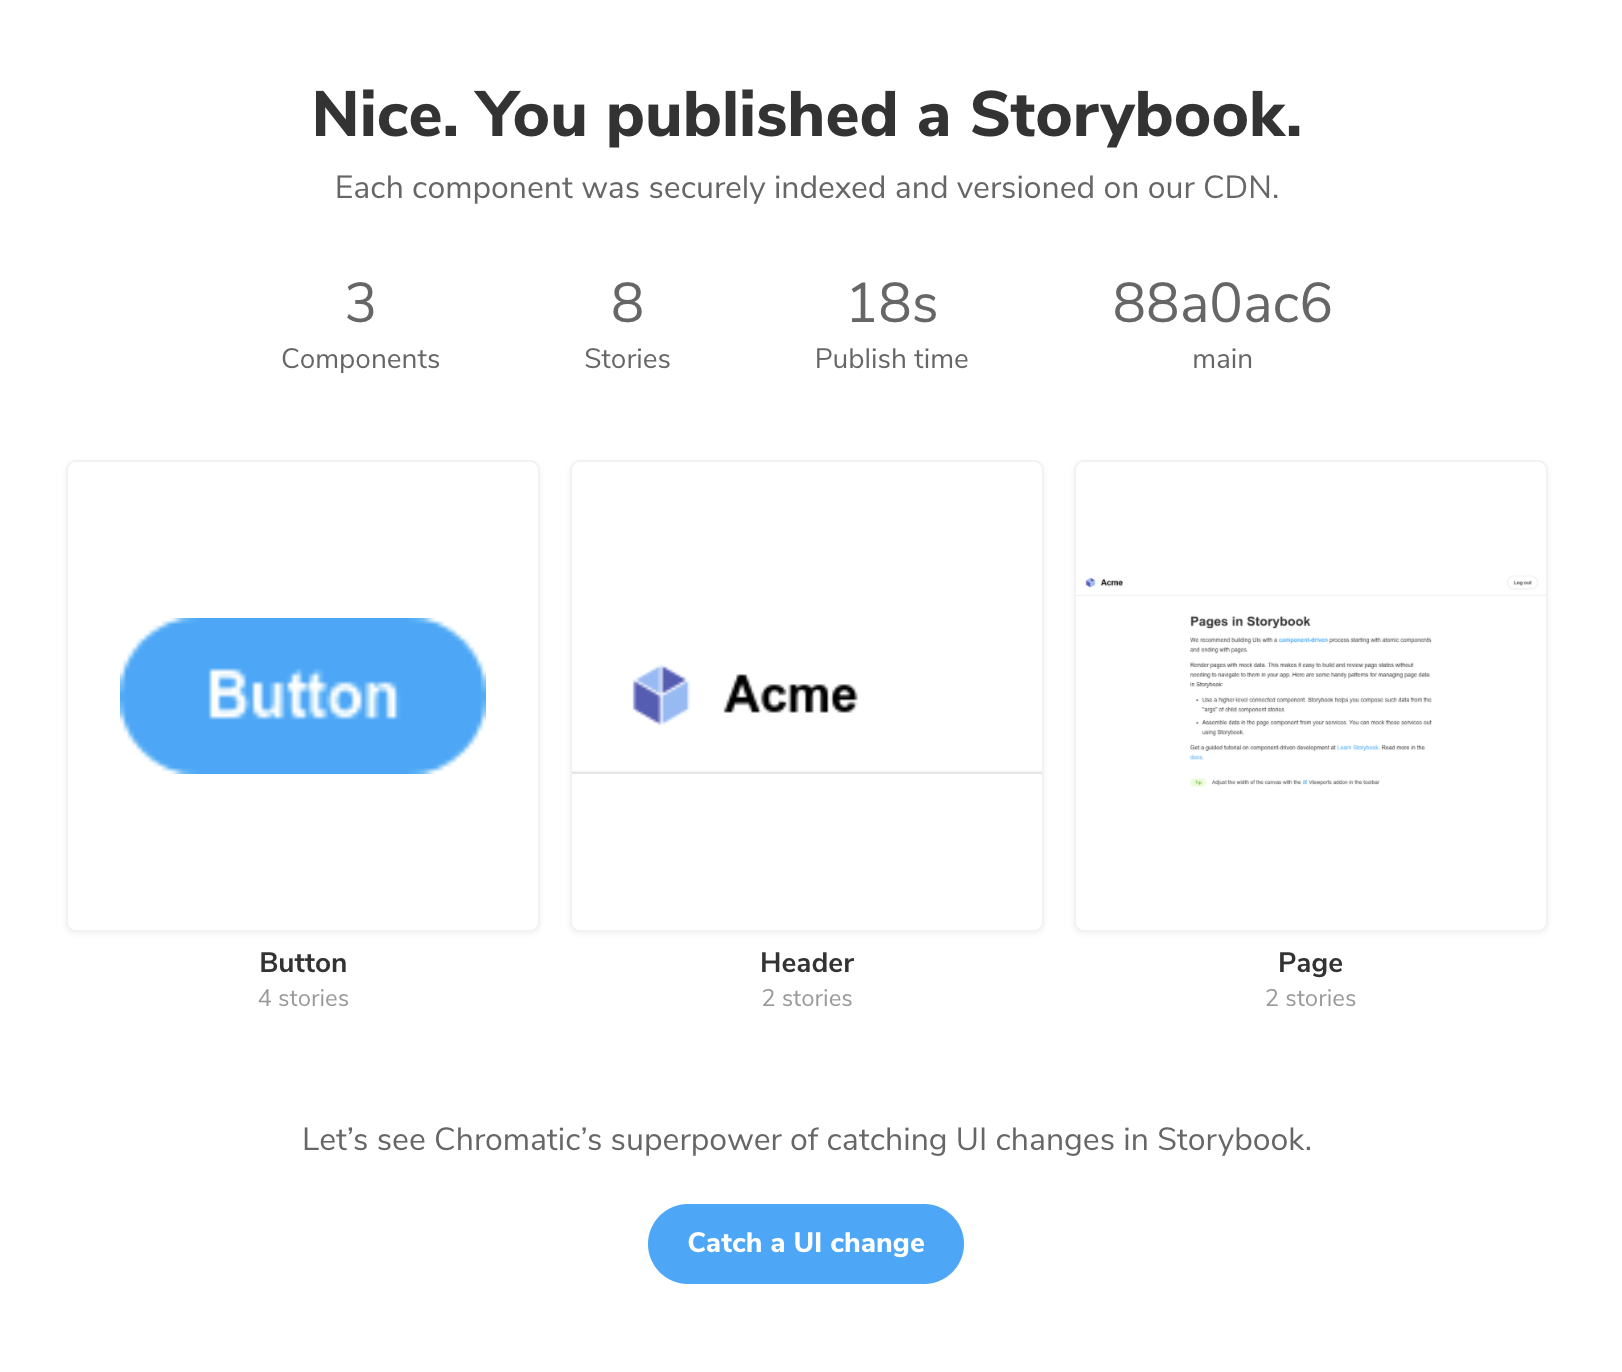 Nice. You published a Storybook.
Each component was securely indexed and versioned on our CDN.
3
Components
8
Stories
18s
Publish time
88a0ac6
main
Button
Button
4 stories
Acme
Header
2 stories
Acme
Log out
Pages in Storybook
We recommend building UIs with a component-driven process starting with atomic components
and ending with pages.
Render pages with mock data. This makes it easy to build and review page states without
needing to navigate to them in your app. Here are some handy patterns for managing page data
in Storybook:
• Use a higher-level connected component. Storybook helps you compose such data from the
"args" of child component stories
• Assemble data in the page component from your services. You can mock these services out
using Storybook.
Get a guided tutorial on component-driven development at Learn Storybook. Read more in the
docs.
Tip Adjust the width of the canvas with the Viewports addon in the toolbar
Page
2 stories
Let’s see Chromatic’s superpower of catching UI changes in Storybook.
Catch a UI change